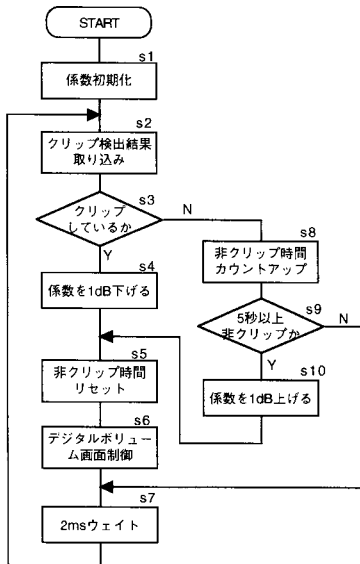 START
s1
係数初期化
s2
クリップ検出結果
取り込み
s3
クリップ
しているか
N
Y
s4
係数を1dB下げる
s5
非クリップ時間
リセット
s6
デジタルボリュー
ム画面制御
s7
2msウェイト
s8
非クリップ時間
カウントアップ
s9
5秒以上
非クリップか
N
Y
s10
係数を1dB上げる